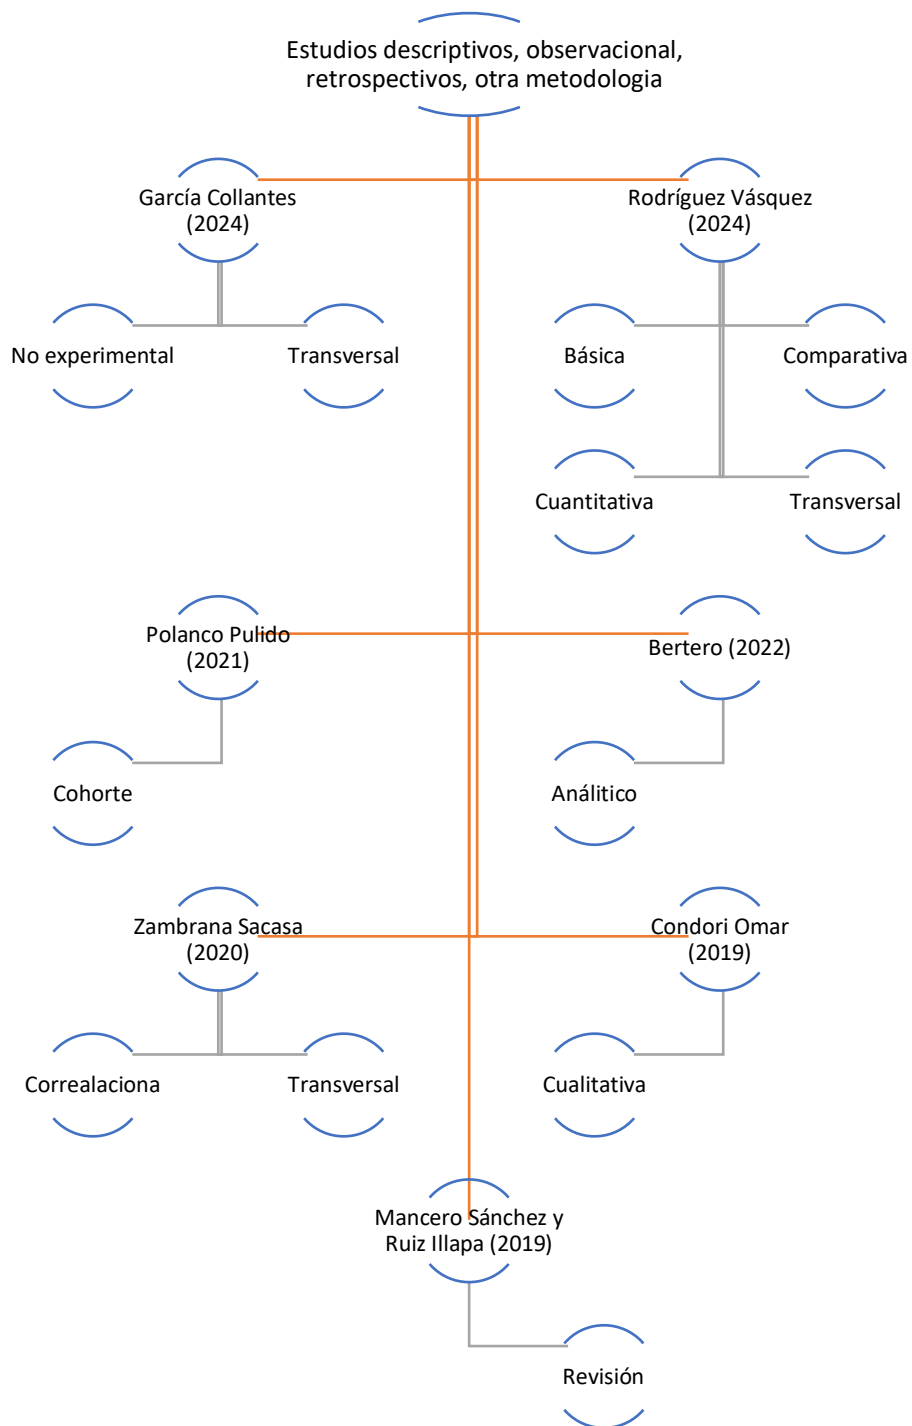 Estudios descriptivos, observacional,
retrospectivos, otra metodologia
García Collantes
(2024)
Rodríguez Vásquez
(2024)
No experimental
Transversal
Básica
Comparativa
Cuantitativa
Transversal
Polanco Pulido
(2021)
Bertero (2022)
Cohorte
Análitico
Zambrana Sacasa
(2020)
Condori Omar
(2019)
Correalaciona
Transversal
Cualitativa
Mancero Sánchez y
Ruiz Illapa (2019)
Revisión